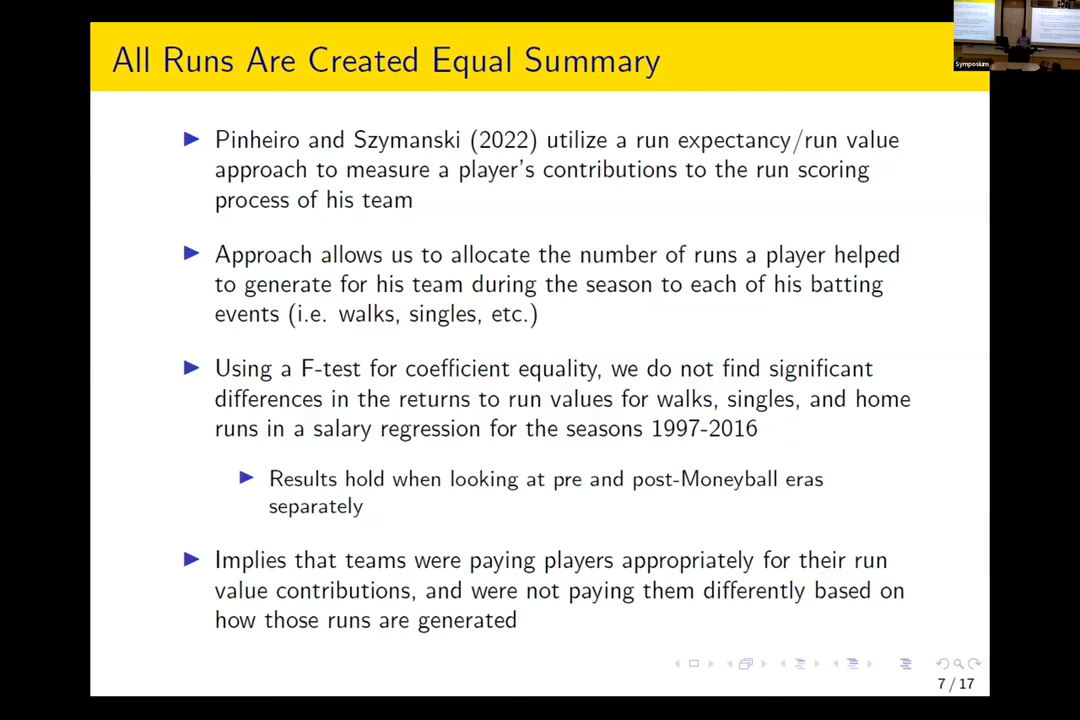 All Runs Are Created Equal Summary
Symposium
Pinheiro and Szymanski (2022) utilize a run expectancy/run value
approach to measure a player's contributions to the run scoring
process of his team
Approach allows us to allocate the number of runs a player helped
to generate for his team during the season to each of his batting
events (i.e. walks, singles, etc.)
Using a F-test for coefficient equality, we do not find significant
differences in the returns to run values for walks, singles, and home
runs in a salary regression for the seasons 1997-2016
Results hold when looking at pre and post-Moneyball eras
separately
Implies that teams were paying players appropriately for their run
value contributions, and were not paying them differently based on
how those runs are generated
7 / 17